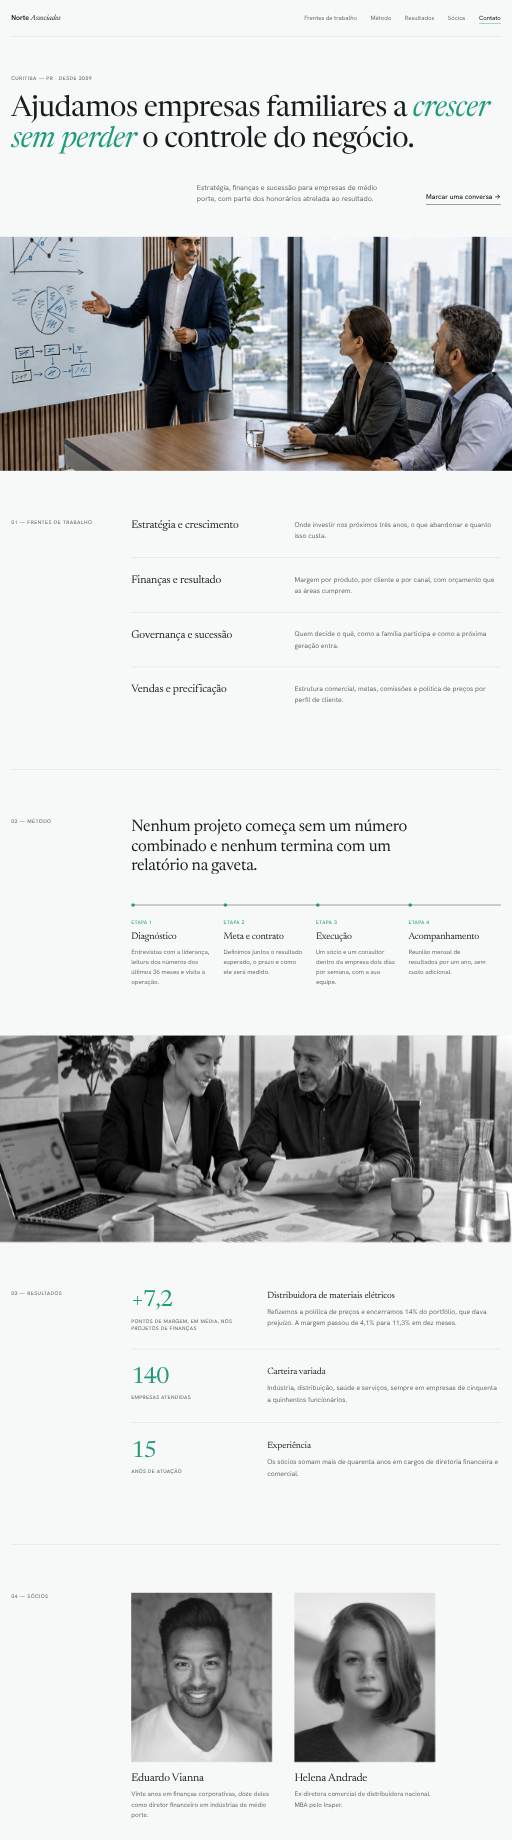 Norte Associados
Frentes de trabalho Método Resultados Sócios Contato
CURITIBA — PR · DESDE 2009
Ajudamos empresas familiares a crescer
sem perder o controle do negócio.
Estratégia, finanças e sucessão para empresas de médio
porte, com parte dos honorários atrelada ao resultado.
Marcar uma conversa →
01 — FRENTES DE TRABALHO
Estratégia e crescimento
Onde investir nos próximos três anos, o que abandonar e quanto
isso custa.
Finanças e resultado
Margem por produto, por cliente e por canal, com orçamento que
as áreas cumprem.
Governança e sucessão
Quem decide o quê, como a família participa e como a próxima
geração entra.
Vendas e precificação
Estrutura comercial, metas, comissões e política de preços por
perfil de cliente.
02 — MÉTODO
Nenhum projeto começa sem um número
combinado e nenhum termina com um
relatório na gaveta.
ETAPA 1
Diagnóstico
Entrevistas com a liderança,
leitura dos números dos
últimos 36 meses e visita à
operação.
ETAPA 2
Meta e contrato
Definimos juntos o resultado
esperado, o prazo e como
ele será medido.
ETAPA 3
Execução
Um sócio e um consultor
dentro da empresa dois dias
por semana, com a sua
equipe.
ETAPA 4
Acompanhamento
Reunião mensal de
resultados por um ano, sem
custo adicional.
03 — RESULTADOS
+7,2
PONTOS DE MARGEM, EM MÉDIA, NOS
PROJETOS DE FINANÇAS
Distribuidora de materiais elétricos
Refizemos a política de preços e encerramos 14% do portfólio, que dava
prejuízo. A margem passou de 4,1% para 11,3% em dez meses.
140
EMPRESAS ATENDIDAS
Carteira variada
Indústria, distribuição, saúde e serviços, sempre em empresas de cinquenta
a quinhentos funcionários.
15
ANOS DE ATUAÇÃO
Experiência
Os sócios somam mais de quarenta anos em cargos de diretoria financeira e
comercial.
04 — SÓCIOS
Eduardo Vianna
Vinte anos em finanças corporativas, doze deles
como diretor financeiro em indústrias de médio
porte.
Helena Andrade
Ex-diretora comercial de distribuidora nacional.
MBA pelo Insper.